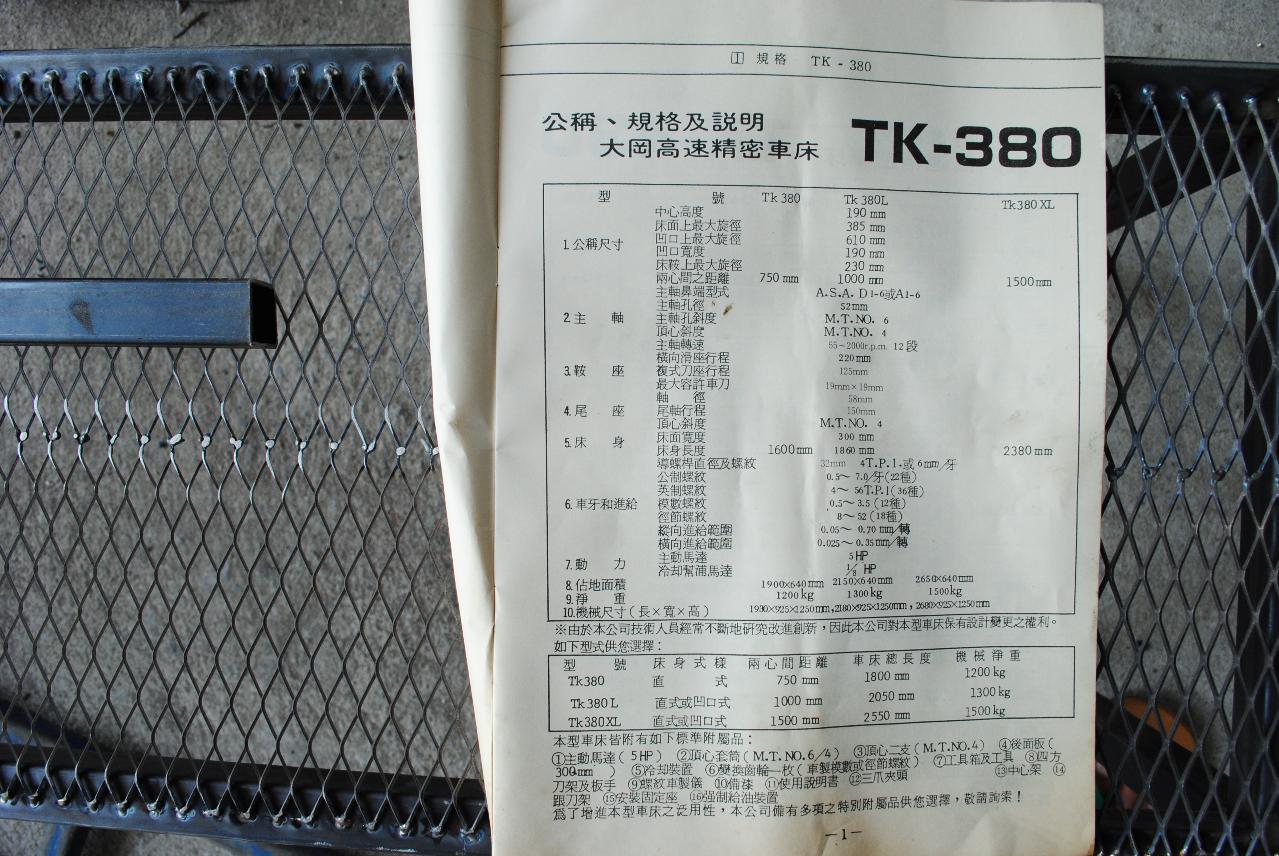 1 規格 TK-380
公稱、規格及説明
大岡高速精密車床 TK-380
型 號 Tk 380 Tk 380L Tk 380 XL
中心高度 190 mm
床面上最大旋徑 385 mm
1.公稱尺寸 凹口上最大旋徑 610 mm
凹口寬度 190 mm
床鞍上最大旋徑 230 mm
兩心間之距離 750 mm 1000 mm 1500 mm
主軸鼻端型式 A.S.A. D1-6或A1-6
主軸孔徑 52mm
2.主 軸 主軸孔斜度 M.T.NO. 6
頂心斜度 M.T.NO. 4
主軸轉速 55~2000r.p.m. 12段
橫向滑座行程 220mm
3.鞍 座 複式刀座行程 125mm
最大容許車刀 19mm×19mm
軸 徑 58mm
4.尾 座 尾軸行程 150mm
頂心斜度 M.T.NO. 4
5.床 身 床面寬度 300 mm
床身長度 1600mm 1860 mm 2380 mm
導螺桿直徑及螺紋 32mm 4T.P.I.或 6mm/牙
公制螺紋 0.5~ 7.0/牙(22種)
英制螺紋 4~ 56T.P.I(36種)
6.車牙和進給 模數螺紋 0.5~ 3.5 (12種)
徑節螺紋 8~ 52 (18種)
縱向進給範圍 0.05~ 0.70 mm/轉
橫向進給範圍 0.025~ 0.35mm/轉
7.動 力 主動馬達 5HP
冷却幫浦馬達 1/8 HP
8.佔地面積 1900×640mm 2150×640mm 2650×640mm
9.淨 重 1200kg 1300kg 1500kg
10.機械尺寸(長×寬×高) 1930×925×1250mm,2180×925×1250mm,2680×925×1250mm
※由於本公司技術人員經常不斷地研究改進創新,因此本公司對本型車床保有設計變更之權利。
如下型式供您選擇:
型 號 床身式樣 兩心間距離 車床總長度 機械淨重
Tk380 直 式 750 mm 1800 mm 1200 kg
Tk 380 L 直式或凹口式 1000 mm 2050 mm 1300 kg
Tk 380XL 直式或凹口式 1500 mm 2550 mm 1500 kg
本型車床皆附有如下標準附屬品:
①主動馬達(5HP) ②頂心套筒(M.T.NO.6/4) ③頂心二支(M.T.NO.4) ④後面板(
300mm) ⑤冷却裝置 ⑥變換齒輪一枚(車製模數或徑節螺紋) ⑦工具箱及工具 ⑧四方
刀架及板手 ⑨螺紋車製儀 ⑩備漆 ⑪使用説明書 ⑫三爪夾頭 ⑬中心架 ⑭
跟刀架 ⑮安裝固定座 ⑯强制給油裝置
爲了增進本型車床之泛用性,本公司備有多項之特別附屬品供您選擇,敬請詢索!
—1—